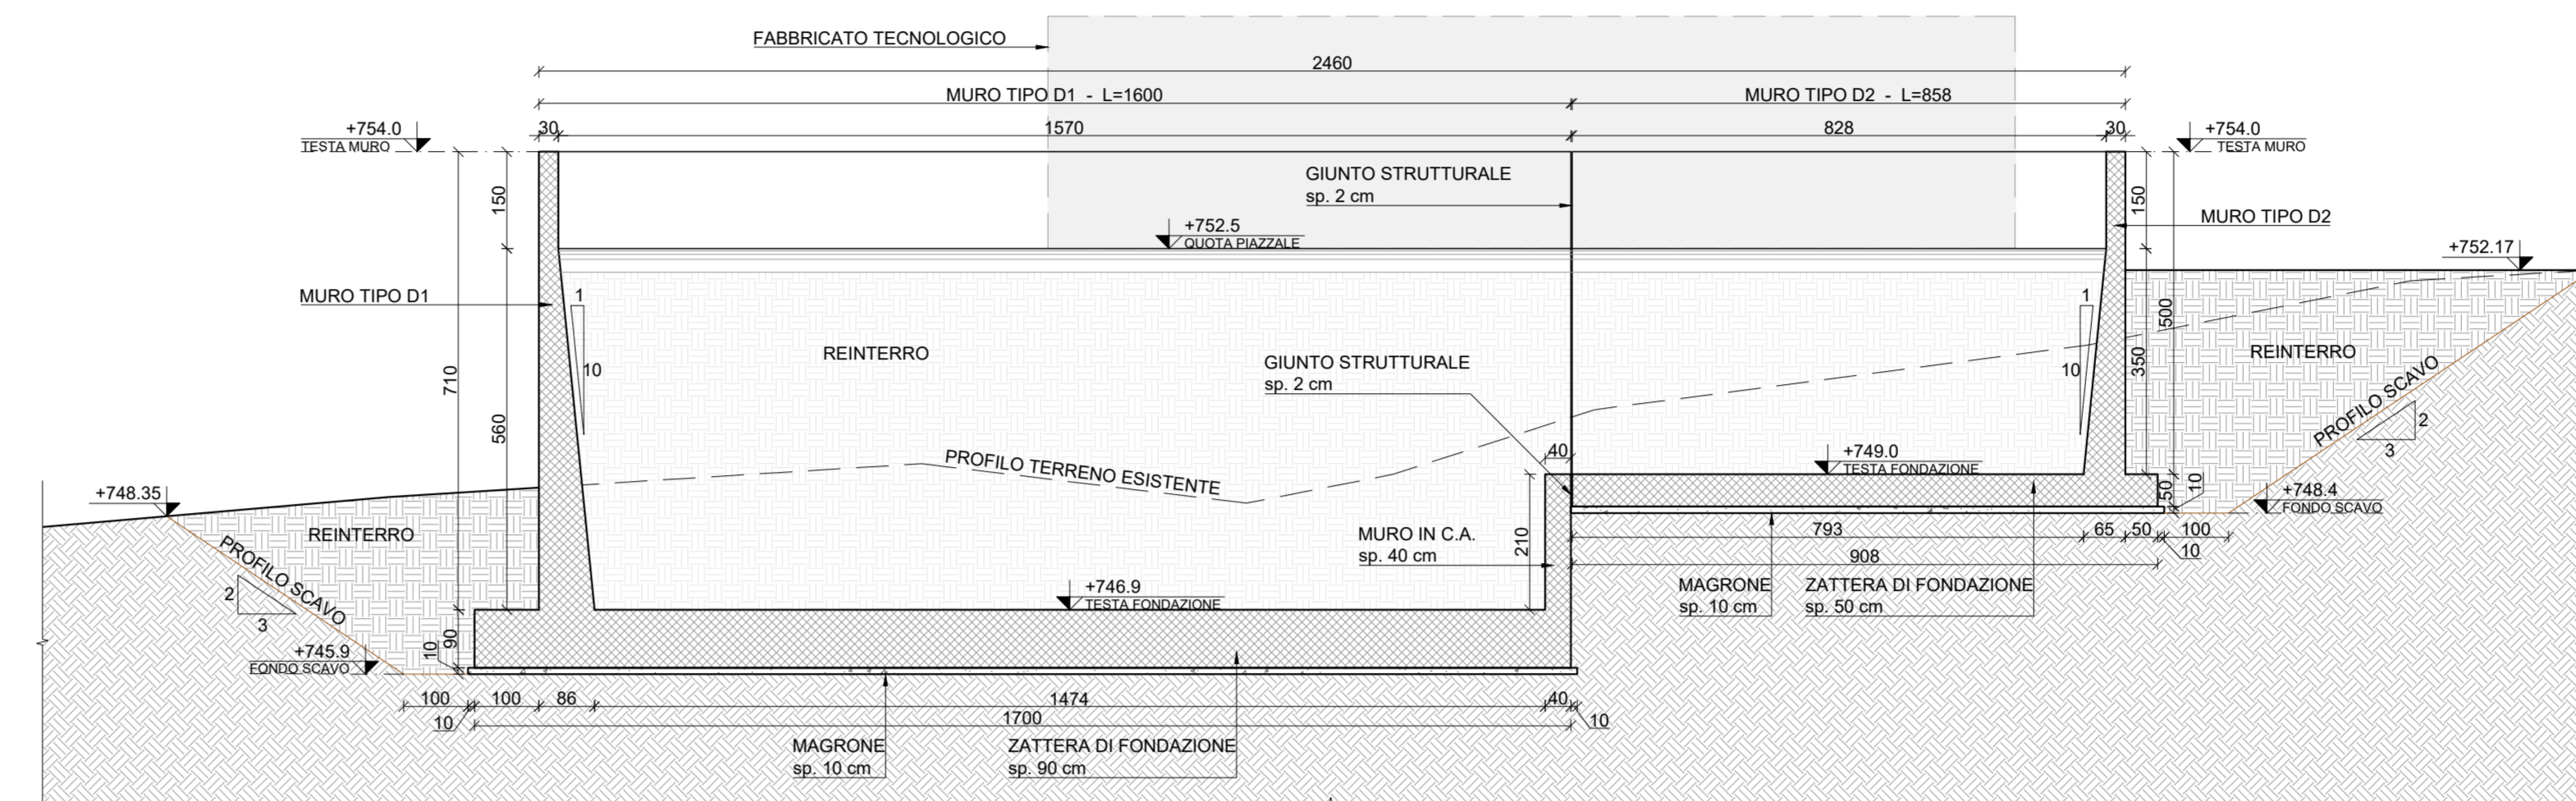 FABBRICATO TECNOLOGICO
2460
MURO TIPO D1 - L=1600
MURO TIPO D2 - L=858
30
1570
828
30
+754.0
TESTA MURO
+754.0
TESTA MURO
GIUNTO STRUTTURALE
sp. 2 cm
150
150
+752.5
QUOTA PIAZZALE
MURO TIPO D2
+752.17
MURO TIPO D1
1
10
1
10
500
350
REINTERRO
REINTERRO
GIUNTO STRUTTURALE
sp. 2 cm
710
560
PROFILO SCAVO
2
3
40
PROFILO TERRENO ESISTENTE
+749.0
TESTA FONDAZIONE
+748.35
50
10
+748.4
FONDO SCAVO
REINTERRO
PROFILO SCAVO
2
3
MURO IN C.A.
sp. 40 cm
210
793
65
50
100
10
908
MAGRONE
sp. 10 cm
ZATTERA DI FONDAZIONE
sp. 50 cm
+746.9
TESTA FONDAZIONE
90
10
+745.9
FONDO SCAVO
100
100
86
1474
40
10
1700
10
MAGRONE
sp. 10 cm
ZATTERA DI FONDAZIONE
sp. 90 cm